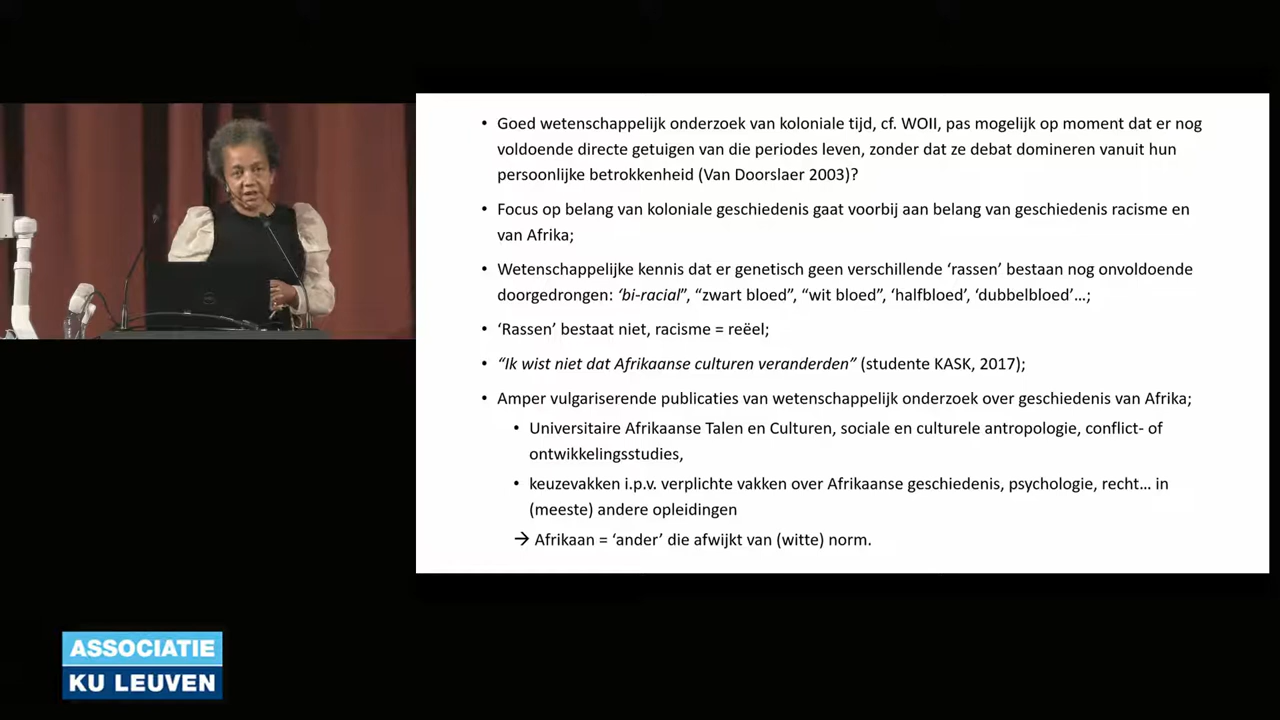 • Goed wetenschappelijk onderzoek van koloniale tijd, cf. WOII, pas mogelijk op moment dat er nog
voldoende directe getuigen van die periodes leven, zonder dat ze debat domineren vanuit hun
persoonlijke betrokkenheid (Van Doorslaer 2003)?
• Focus op belang van koloniale geschiedenis gaat voorbij aan belang van geschiedenis racisme en
van Afrika;
• Wetenschappelijke kennis dat er genetisch geen verschillende ‘rassen’ bestaan nog onvoldoende
doorgedrongen: ‘bi-racial”, “zwart bloed”, “wit bloed”, ‘halfbloed’, ‘dubbelbloed’…;
• ‘Rassen’ bestaat niet, racisme = reëel;
• “Ik wist niet dat Afrikaanse culturen veranderden” (studente KASK, 2017);
• Amper vulgariserende publicaties van wetenschappelijk onderzoek over geschiedenis van Afrika;
• Universitaire Afrikaanse Talen en Culturen, sociale en culturele antropologie, conflict- of
ontwikkelingsstudies,
• keuzevakken i.p.v. verplichte vakken over Afrikaanse geschiedenis, psychologie, recht… in
(meeste) andere opleidingen
→ Afrikaan = ‘ander’ die afwijkt van (witte) norm.
ASSOCIATIE
KU LEUVEN